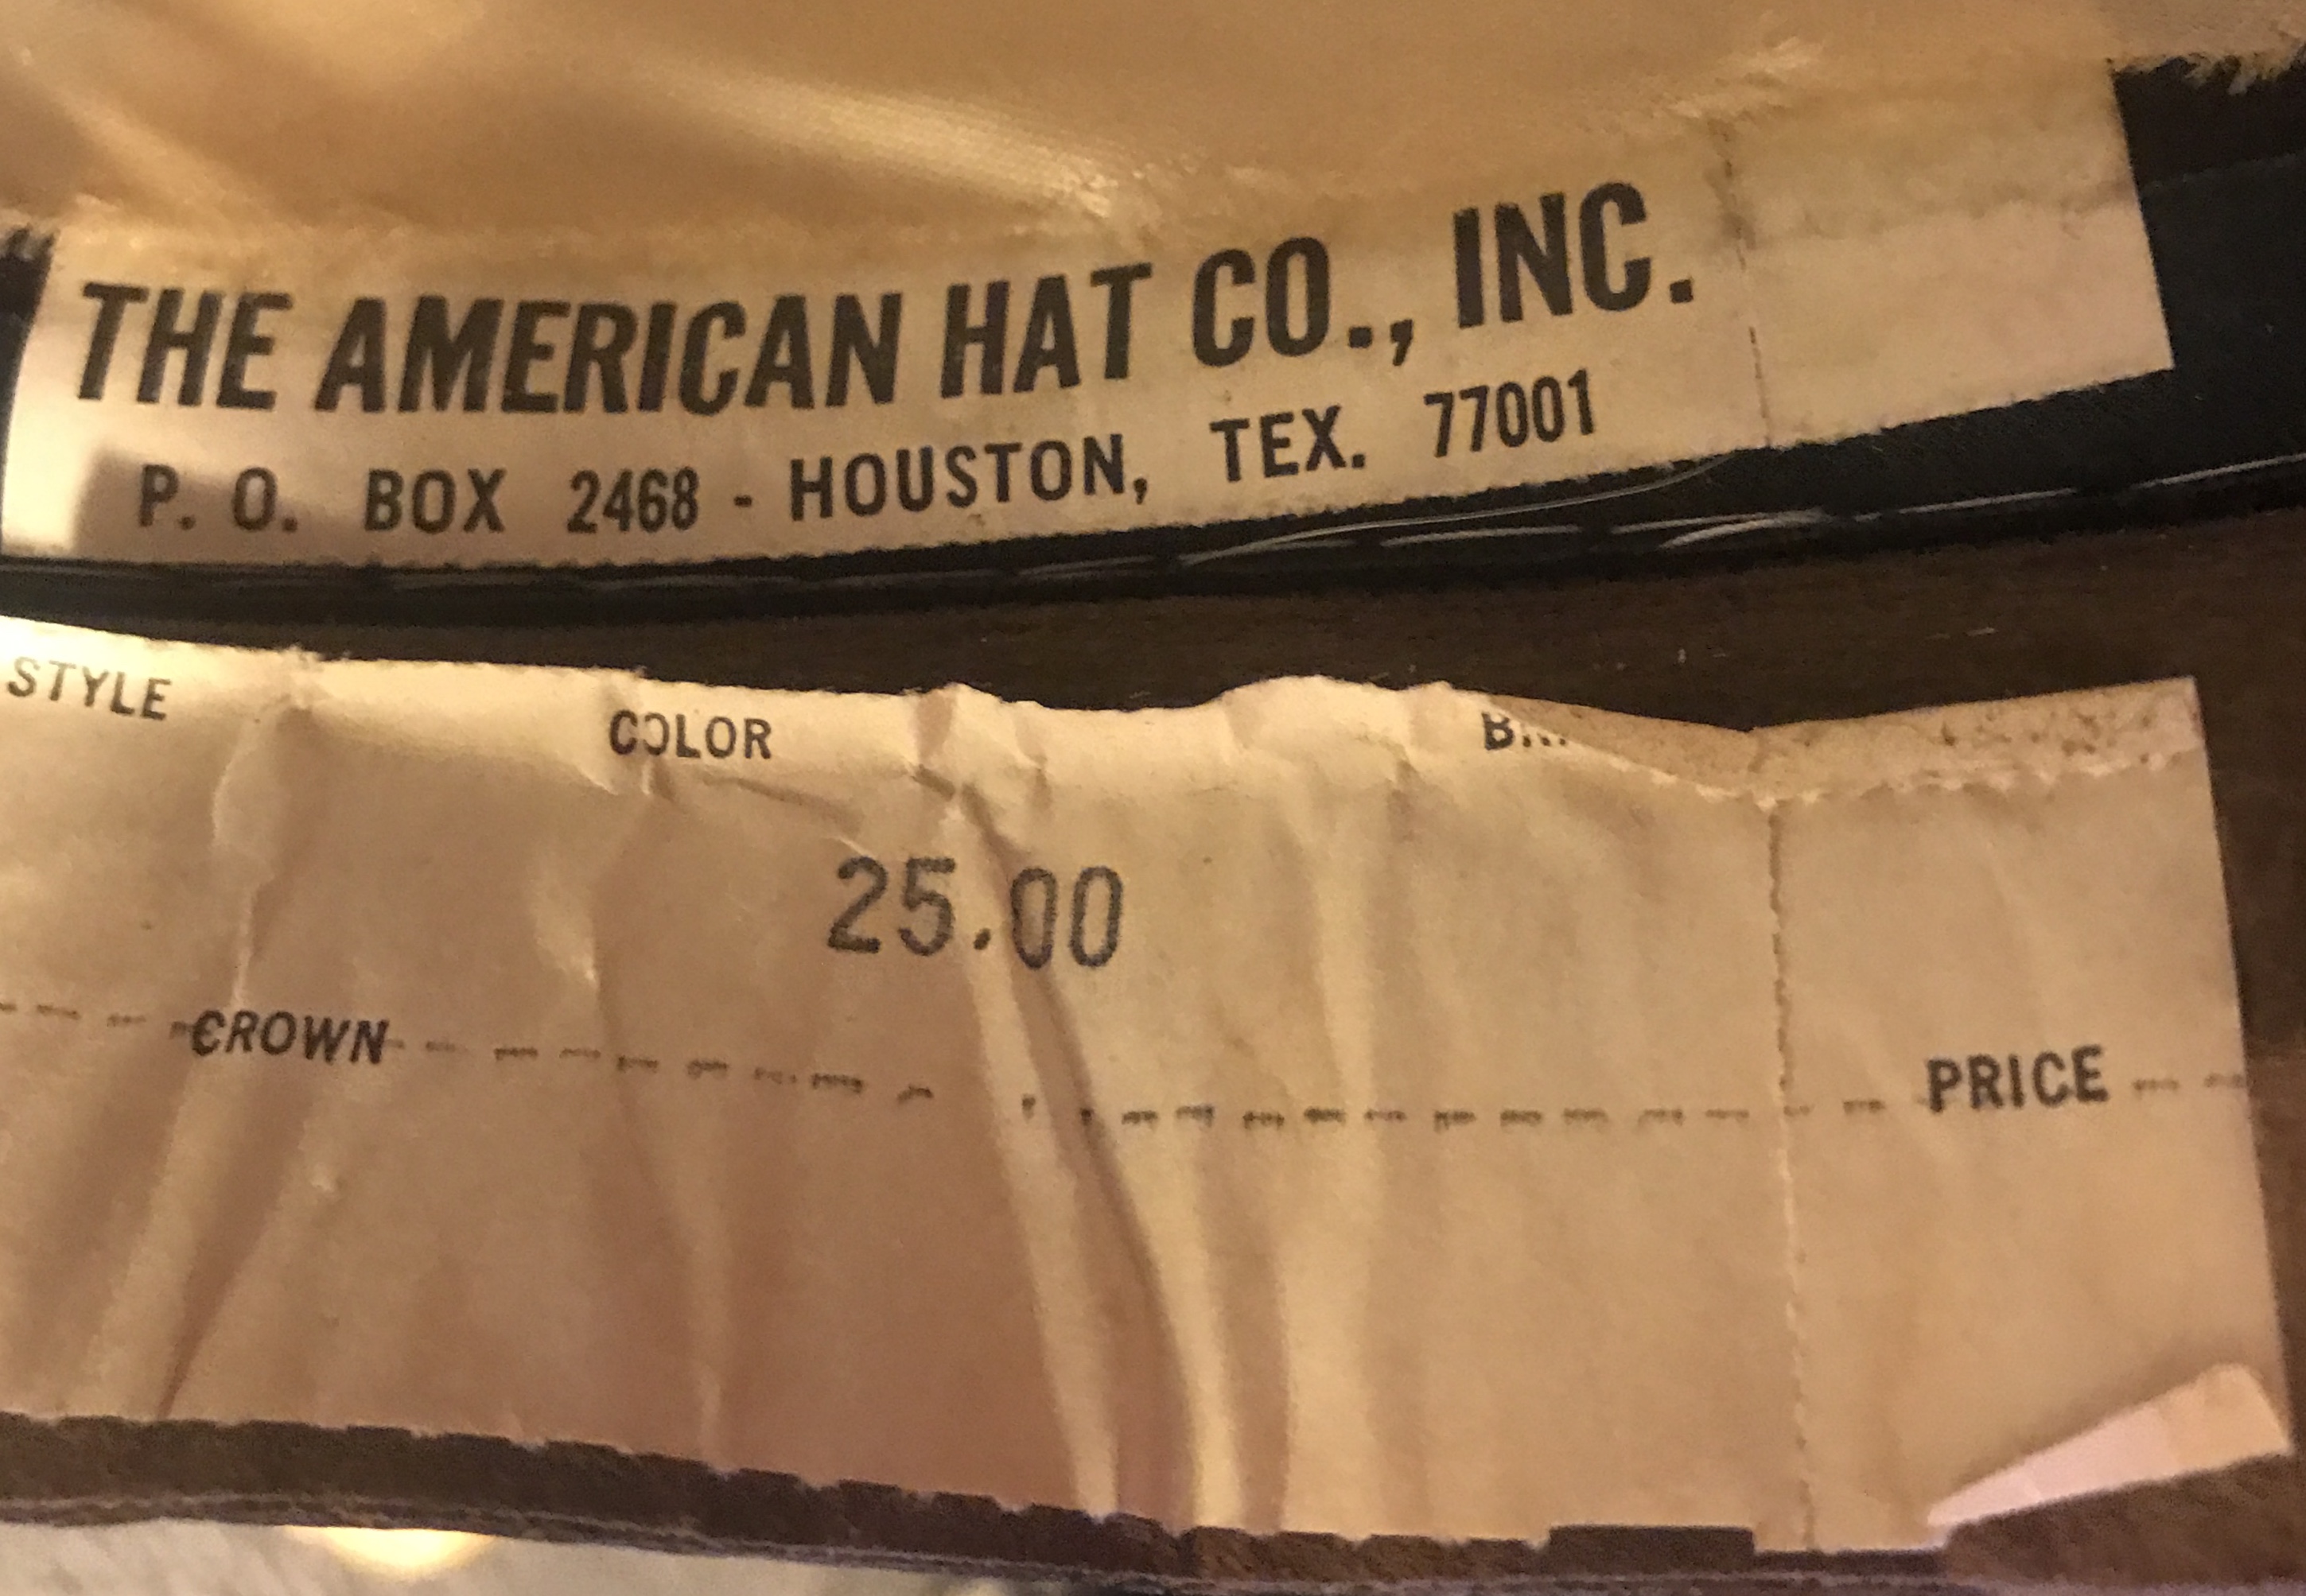 THE AMERICAN HAT CO., INC.
P. O. BOX 2468 - HOUSTON, TEX. 77001
STYLE COLOR
25.00
CROWN PRICE